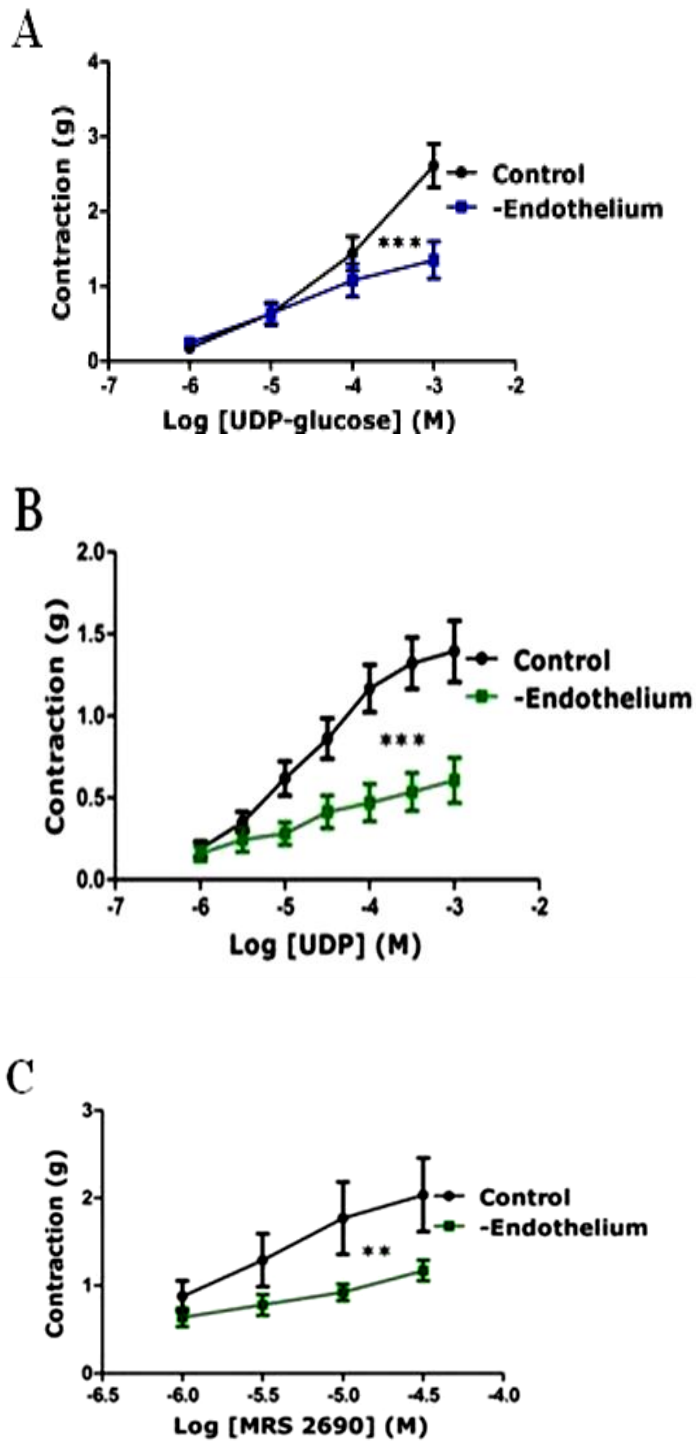 A
4
3
2
1
0
Contraction (g)
Control
-Endothelium
***
-7 -6 -5 -4 -3 -2
Log [UDP-glucose] (M)
B
2.0
1.5
1.0
0.5
0.0
Contraction (g)
Control
-Endothelium
***
-7 -6 -5 -4 -3 -2
Log [UDP] (M)
C
3
2
1
0
Contraction (g)
Control
-Endothelium
**
-6.5 -6.0 -5.5 -5.0 -4.5 -4.0
Log [MRS 2690] (M)